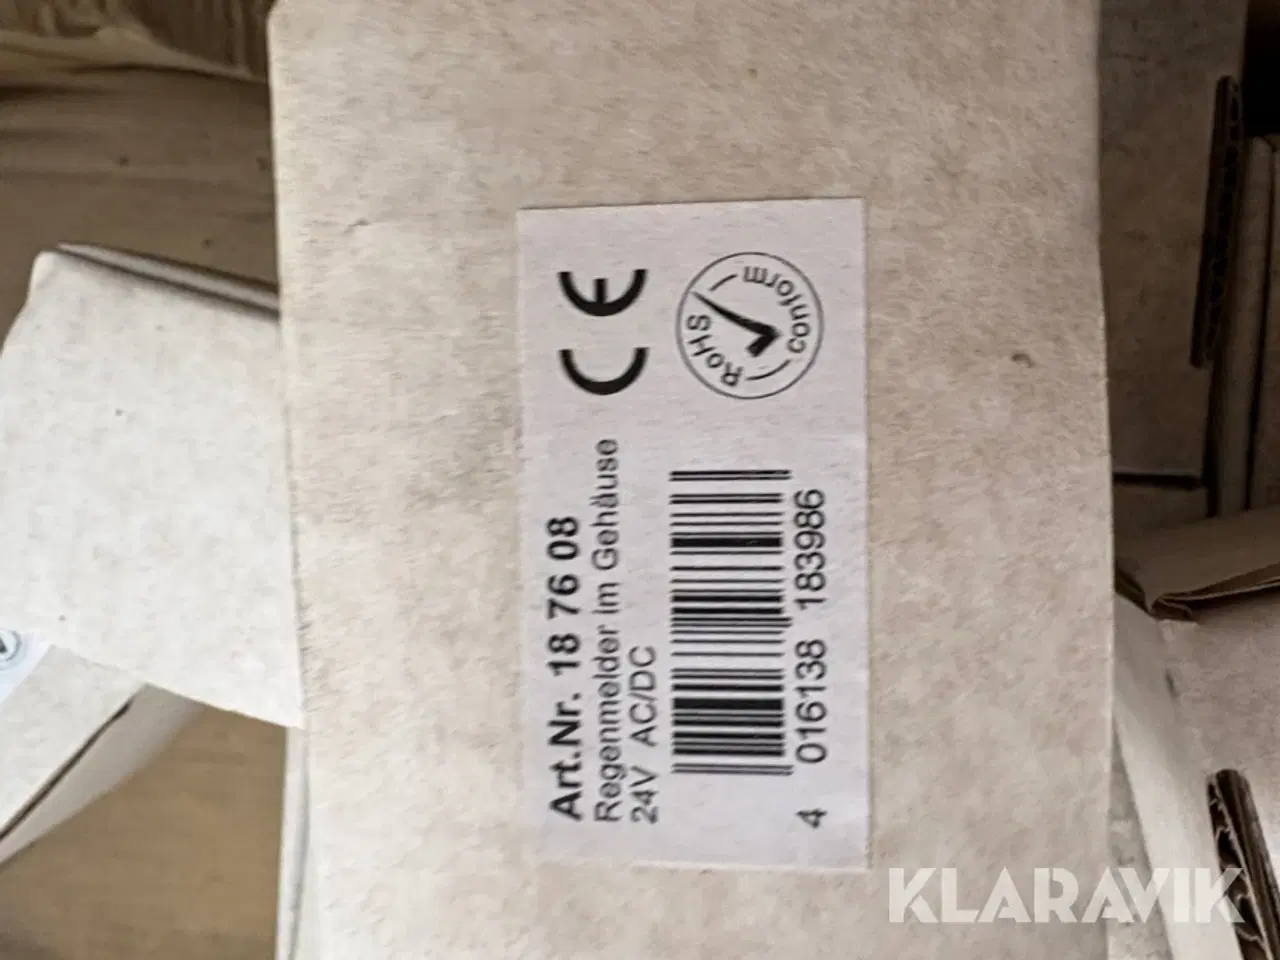 Art.Nr. 18 76 08
Regenmelder im Gehäuse
24V AC/DC
CE
RoHS
conform
4 016138 183986
KLARAVIK